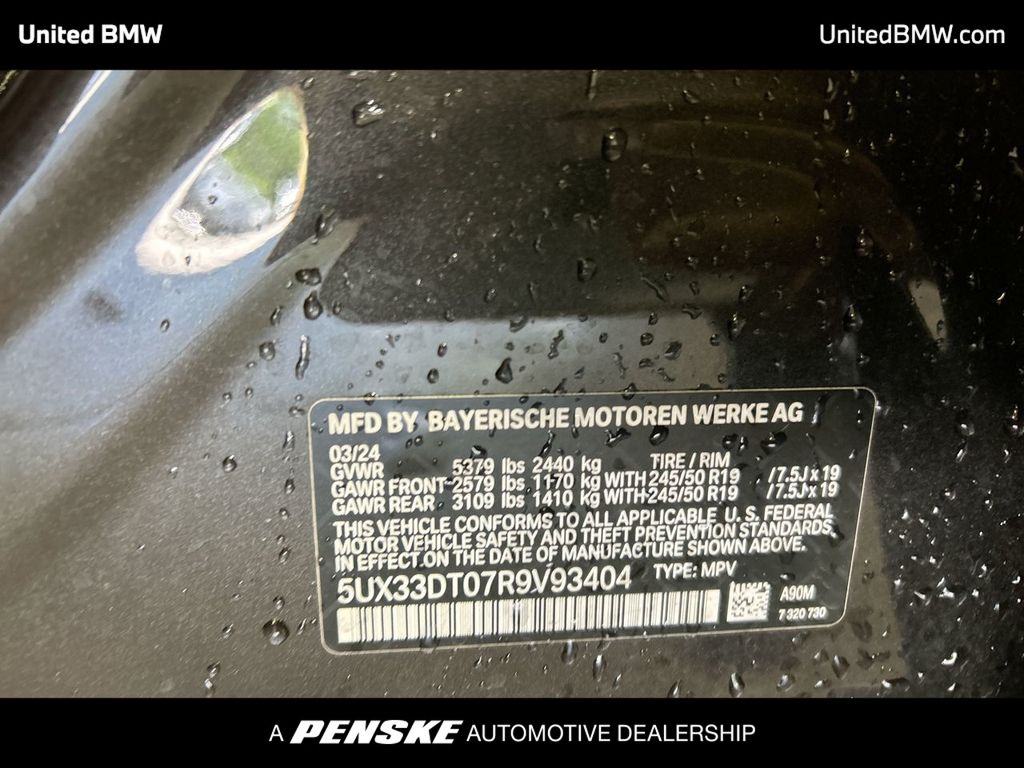 United BMW
UnitedBMW.com
MFD BY BAYERISCHE MOTOREN WERKE AG
03/24
GVWR 5379 lbs 2440 kg TIRE / RIM
GAWR FRONT 2579 lbs 1170 kg WITH 245/50 R19 /7.5J x 19
GAWR REAR 3109 lbs 1410 kg WITH 245/50 R19 /7.5J x 19
THIS VEHICLE CONFORMS TO ALL APPLICABLE U. S. FEDERAL
MOTOR VEHICLE SAFETY AND THEFT PREVENTION STANDARDS
IN EFFECT ON THE DATE OF MANUFACTURE SHOWN ABOVE.
5UX33DT07R9V93404 TYPE: MPV
A90M
7 320 730
A PENSKE AUTOMOTIVE DEALERSHIP